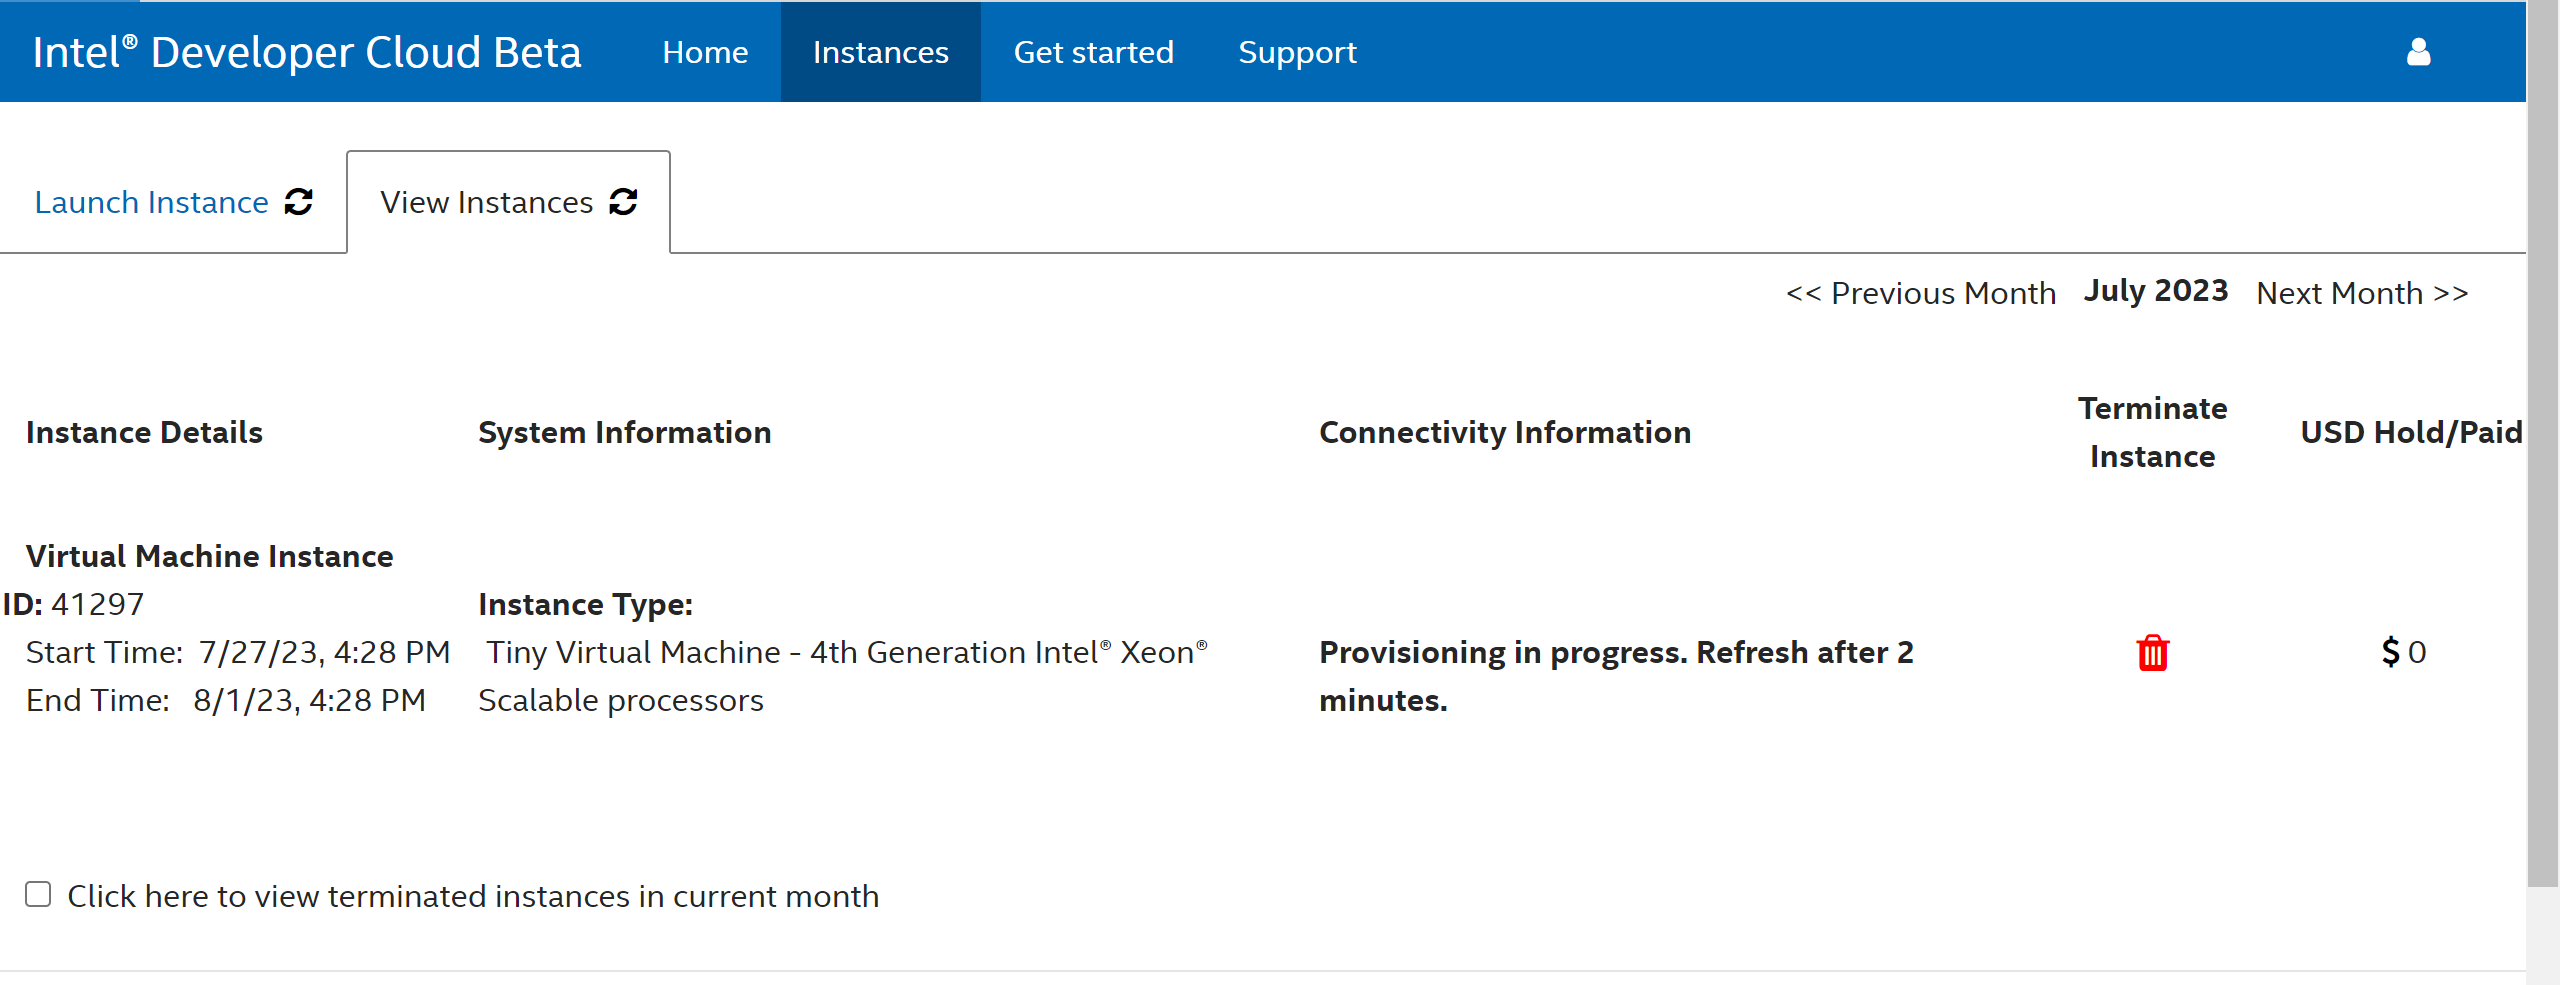 Intel® Developer Cloud Beta Home Instances Get started Support
Launch Instance View Instances
<< Previous Month July 2023 Next Month >>
Instance Details System Information Connectivity Information Terminate Instance USD Hold/Paid
Virtual Machine Instance
ID: 41297
Start Time: 7/27/23, 4:28 PM
End Time: 8/1/23, 4:28 PM
Instance Type:
Tiny Virtual Machine - 4th Generation Intel® Xeon®
Scalable processors
Provisioning in progress. Refresh after 2
minutes.
$ 0
Click here to view terminated instances in current month